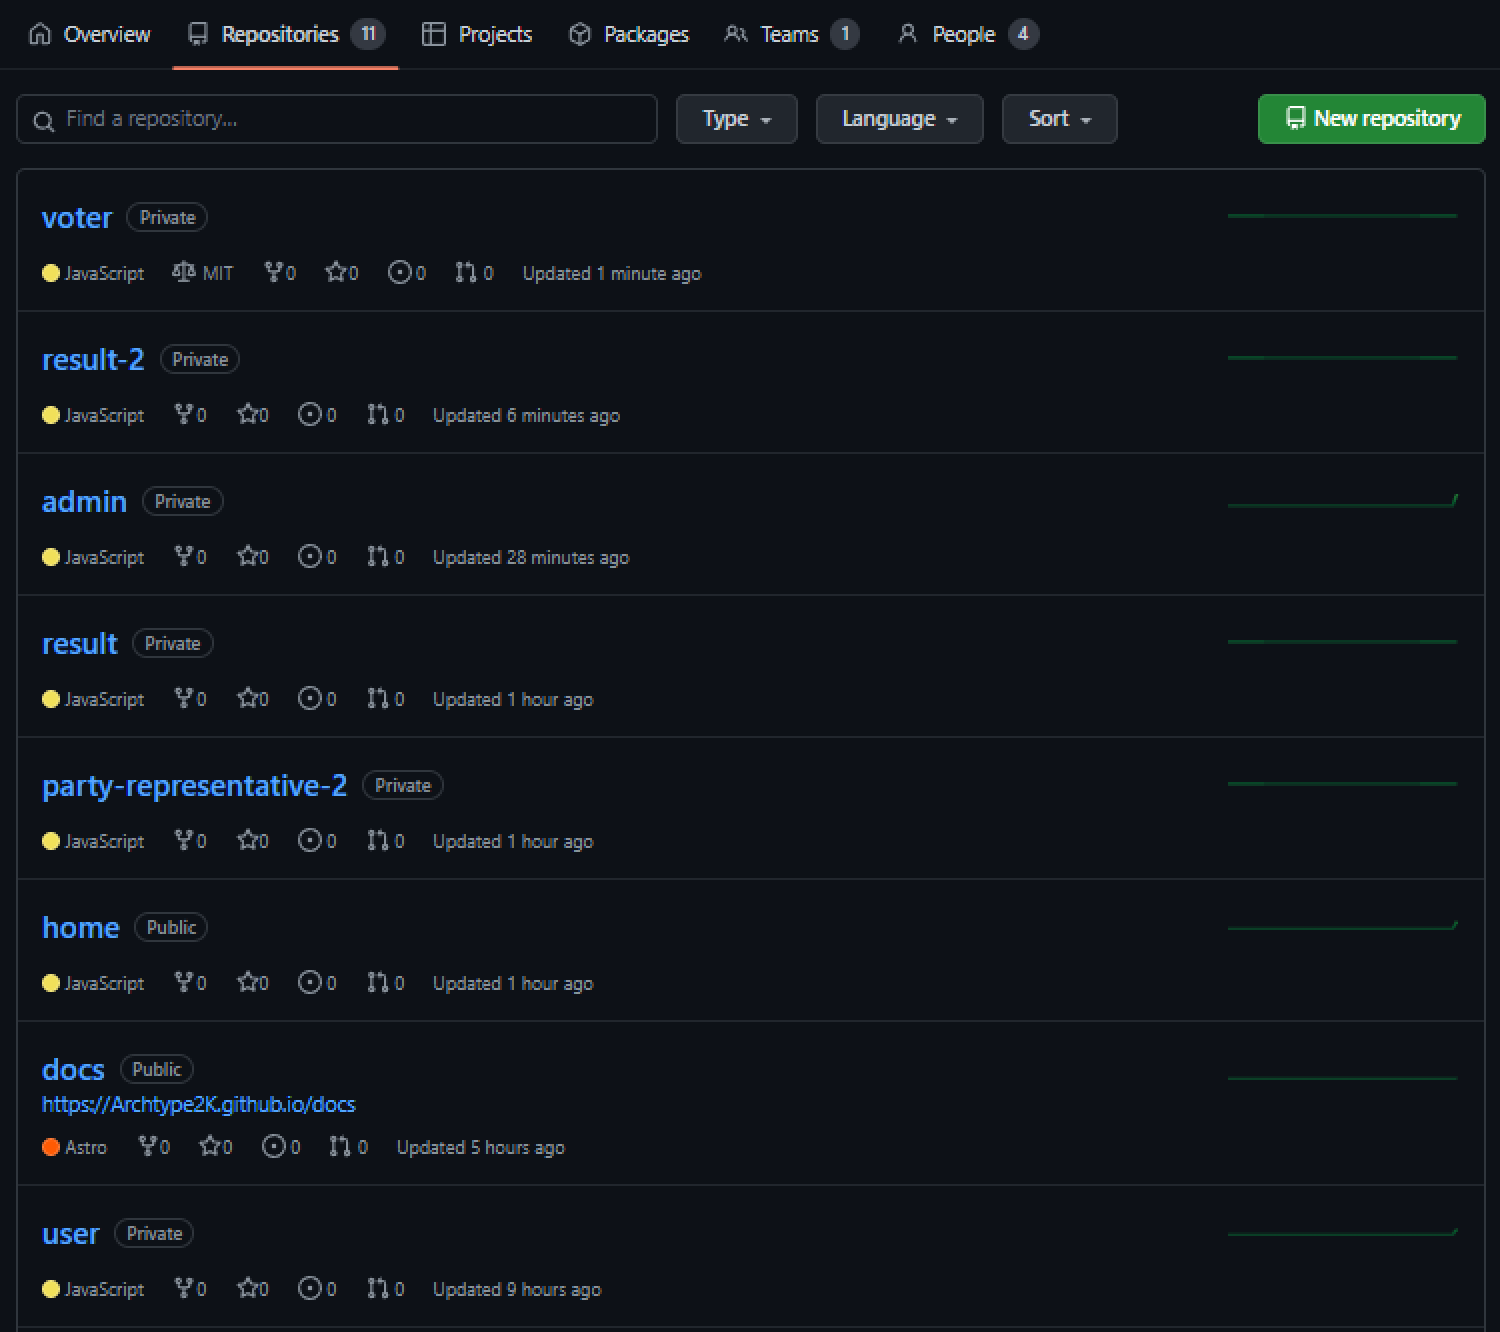 Overview Repositories 11 Projects Packages Teams 1 People 4
Find a repository... Type Language Sort New repository
voter Private
JavaScript MIT 0 0 0 0 Updated 1 minute ago
result-2 Private
JavaScript 0 0 0 0 Updated 6 minutes ago
admin Private
JavaScript 0 0 0 0 Updated 28 minutes ago
result Private
JavaScript 0 0 0 0 Updated 1 hour ago
party-representative-2 Private
JavaScript 0 0 0 0 Updated 1 hour ago
home Public
JavaScript 0 0 0 0 Updated 1 hour ago
docs Public
https://Archtype2K.github.io/docs
Astro 0 0 0 0 Updated 5 hours ago
user Private
JavaScript 0 0 0 0 Updated 9 hours ago